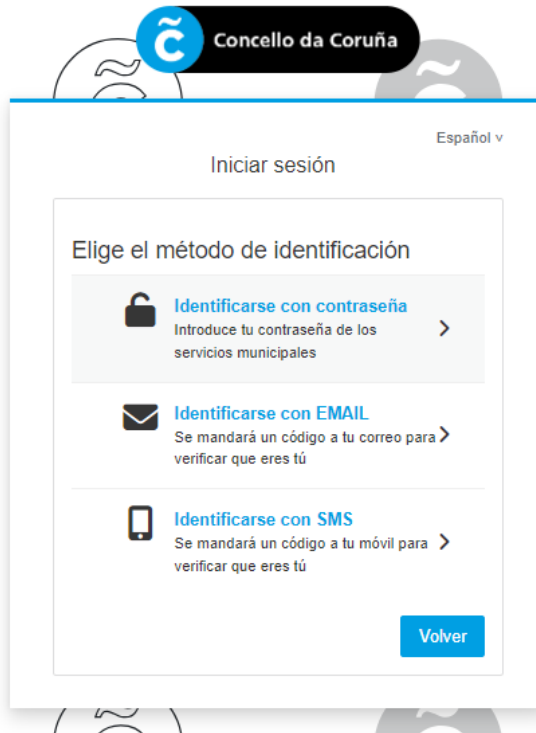 Concello da Coruña
Español v
Iniciar sesión
Elige el método de identificación
Identificarse con contraseña
Introduce tu contraseña de los
servicios municipales
Identificarse con EMAIL
Se mandará un código a tu correo para
verificar que eres tú
Identificarse con SMS
Se mandará un código a tu móvil para
verificar que eres tú
Volver